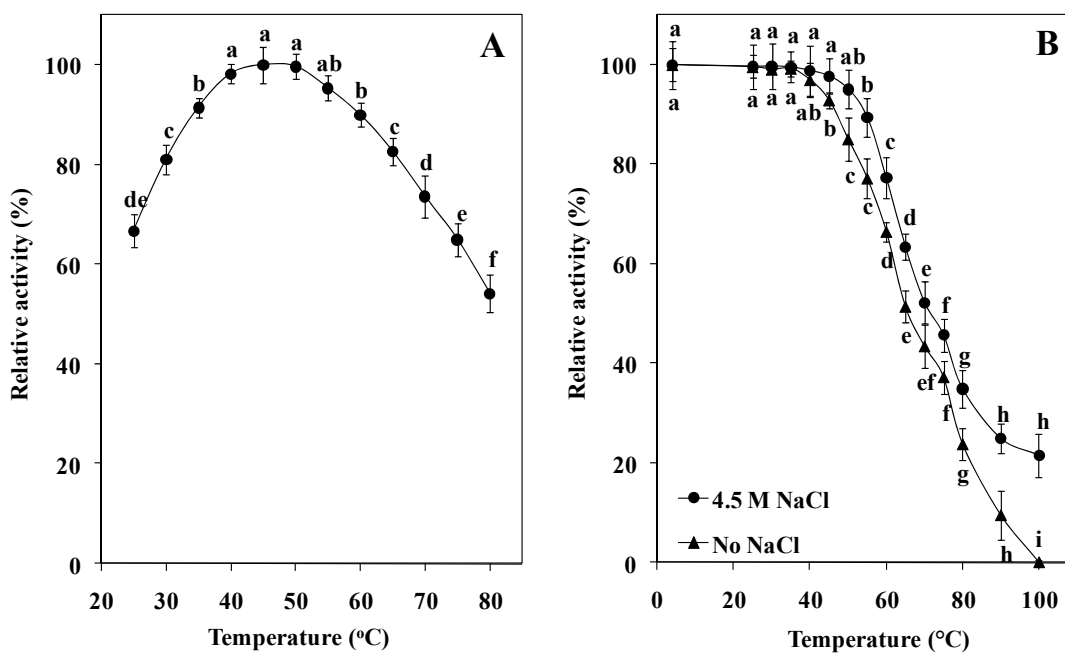 A
Relative activity (%)
100
80
60
40
20
0
de
c
b
a
a
a
ab
b
c
d
e
f
20 30 40 50 60 70 80
Temperature (ºC)
B
Relative activity (%)
100
80
60
40
20
0
a a a a a a ab b c d e f g h h
a a a a ab b c c d e ef f g h i
4.5 M NaCl
No NaCl
0 20 40 60 80 100
Temperature (°C)